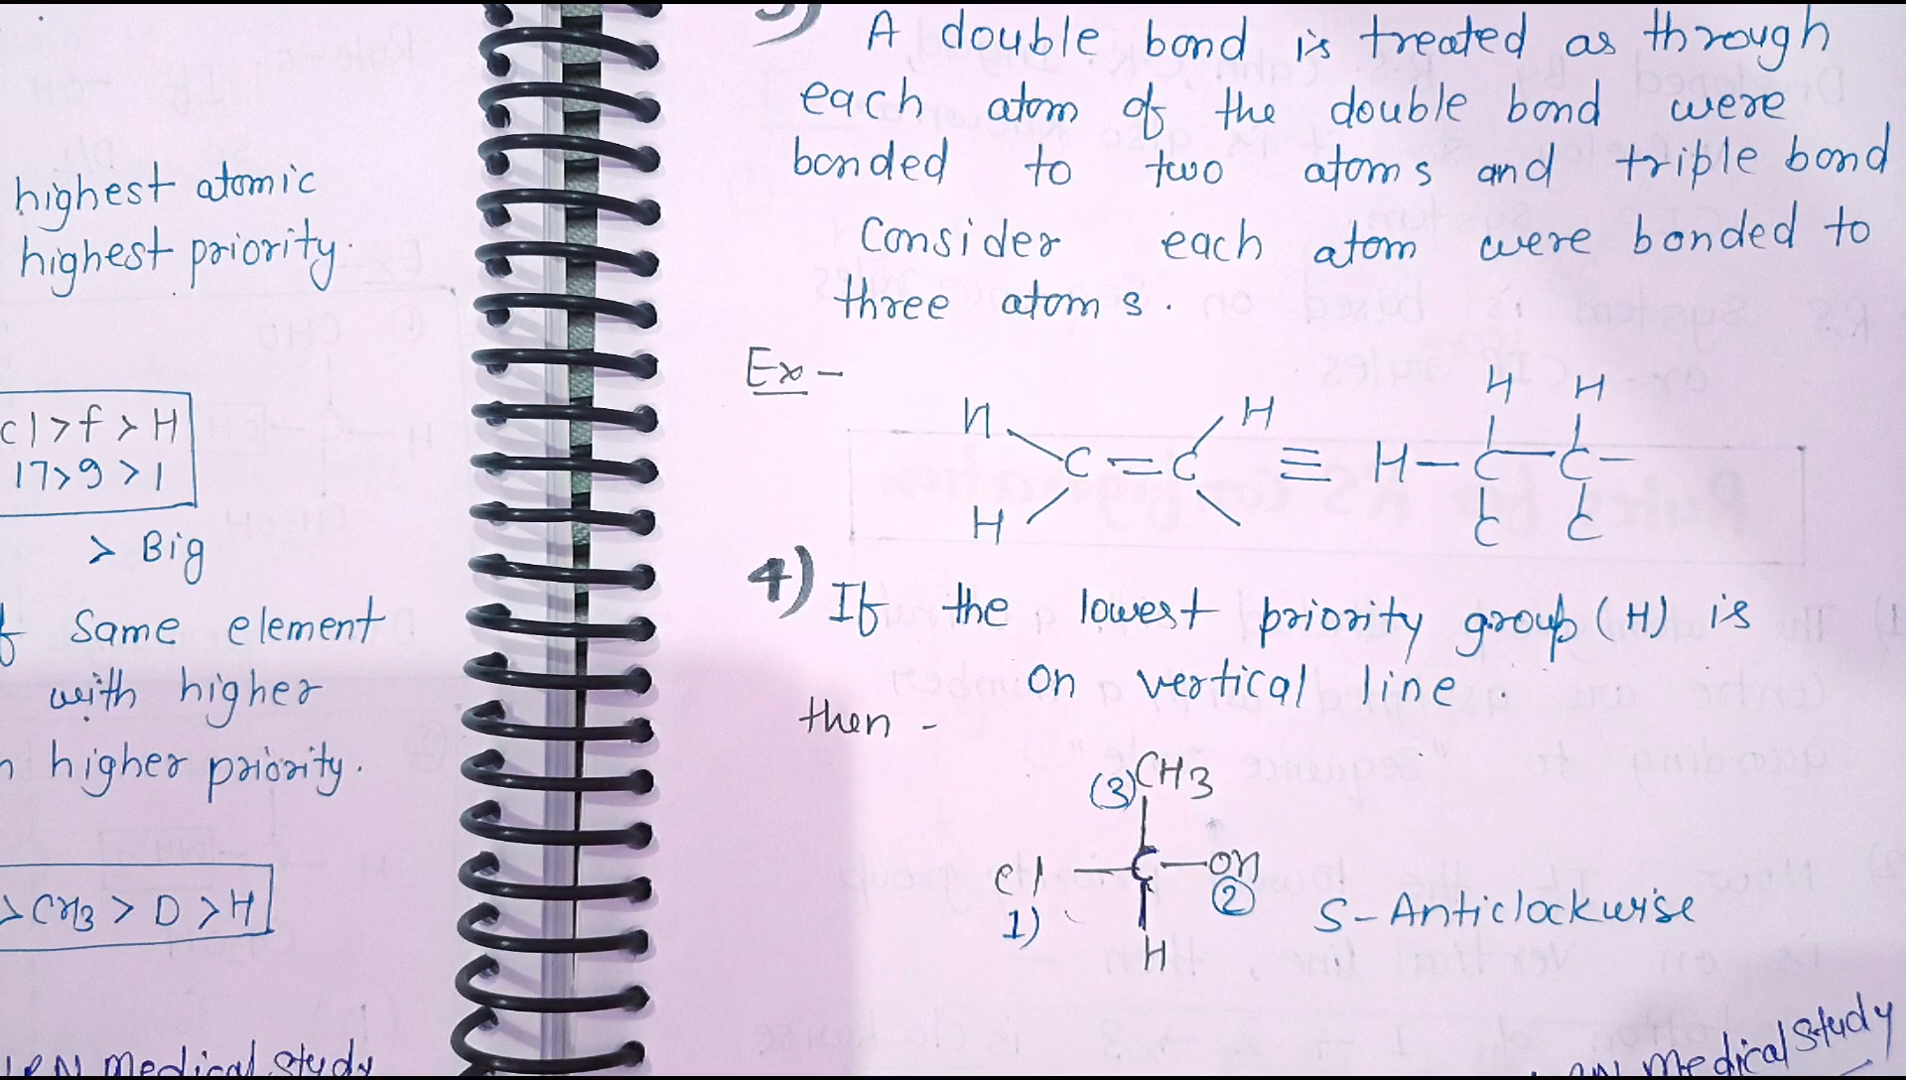 highest atomic
highest priority.
cl > f > H
17 > 9 > 1
> Big
Same element
with higher
higher priority.
> CH3 > D > H
Medical Study
3)
A double bond is treated as through
each atom of the double bond were
bonded to two atoms and triple bond
Consider each atom were bonded to
three atoms.
Ex -
H H H H
C = C ≡ H - C - C -
H C C
4) If the lowest priority group (H) is
on vertical line.
then -
(3) CH3
cl - C - OH
1) (2) S - Anticlockwise
H
Medical Study